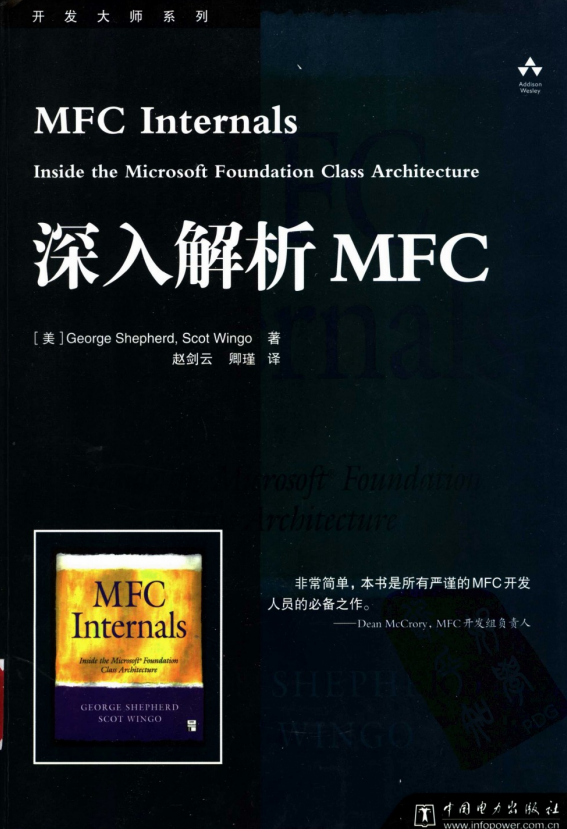 开发大师系列
Addison
Wesley
MFC Internals
Inside the Microsoft Foundation Class Architecture
深入解析 MFC
[美]George Shepherd, Scot Wingo 著
赵剑云 卿瑾 译
MFC
Internals
Inside the Microsoft® Foundation
Class Architecture
GEORGE SHEPHERD
SCOT WINGO
非常简单，本书是所有严谨的MFC开发
人员的必备之作。
——Dean McCrory，MFC开发组负责人
SHEPHERD
WINGO
中国电力出版社
www.infopower.com.cn